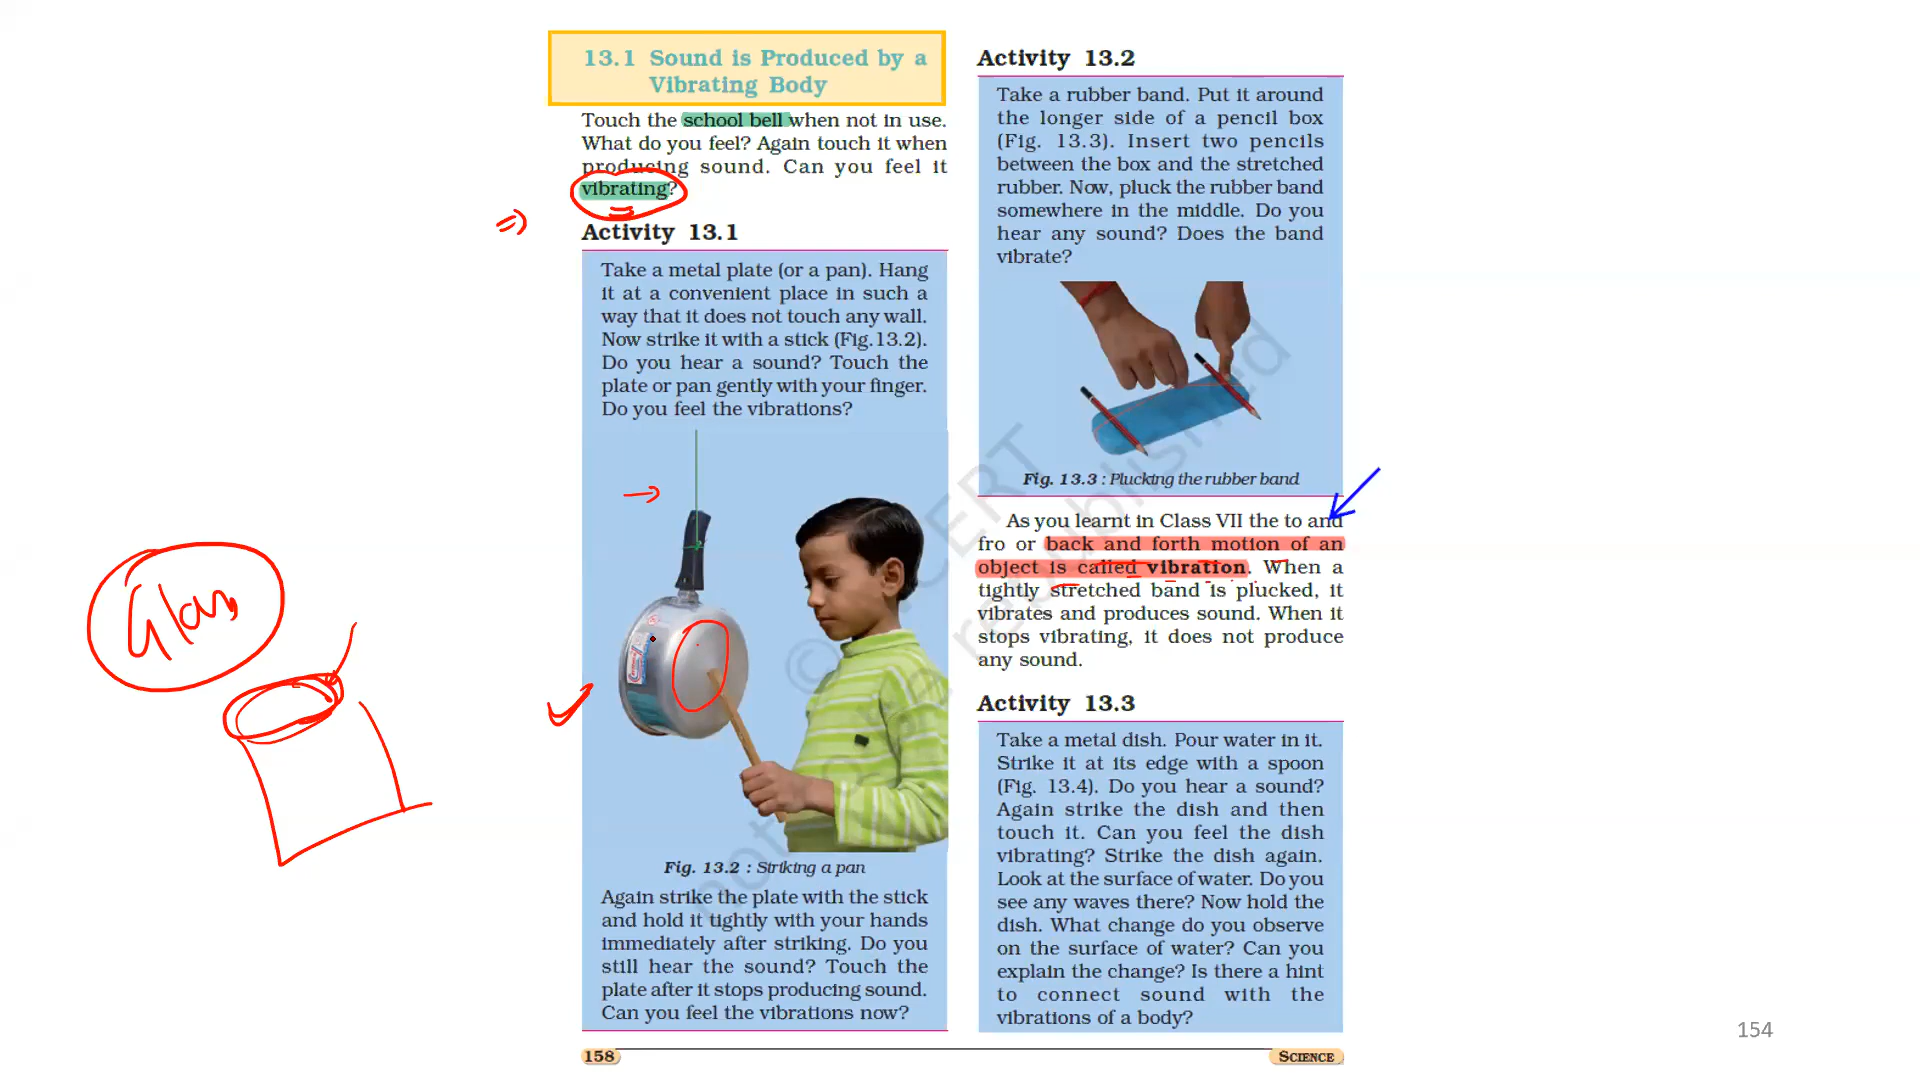 13.1 Sound is Produced by a
Vibrating Body
Touch the school bell when not in use.
What do you feel? Again touch it when
producing sound. Can you feel it
vibrating?
Activity 13.1
Take a metal plate (or a pan). Hang
it at a convenient place in such a
way that it does not touch any wall.
Now strike it with a stick (Fig.13.2).
Do you hear a sound? Touch the
plate or pan gently with your finger.
Do you feel the vibrations?
Fig. 13.2 : Striking a pan
Again strike the plate with the stick
and hold it tightly with your hands
immediately after striking. Do you
still hear the sound? Touch the
plate after it stops producing sound.
Can you feel the vibrations now?
158
Activity 13.2
Take a rubber band. Put it around
the longer side of a pencil box
(Fig. 13.3). Insert two pencils
between the box and the stretched
rubber. Now, pluck the rubber band
somewhere in the middle. Do you
hear any sound? Does the band
vibrate?
Fig. 13.3 : Plucking the rubber band
As you learnt in Class VII the to and
fro or back and forth motion of an
object is called vibration. When a
tightly stretched band is plucked, it
vibrates and produces sound. When it
stops vibrating, it does not produce
any sound.
Activity 13.3
Take a metal dish. Pour water in it.
Strike it at its edge with a spoon
(Fig. 13.4). Do you hear a sound?
Again strike the dish and then
touch it. Can you feel the dish
vibrating? Strike the dish again.
Look at the surface of water. Do you
see any waves there? Now hold the
dish. What change do you observe
on the surface of water? Can you
explain the change? Is there a hint
to connect sound with the
vibrations of a body?
SCIENCE
154
© NCERT
not to be republished